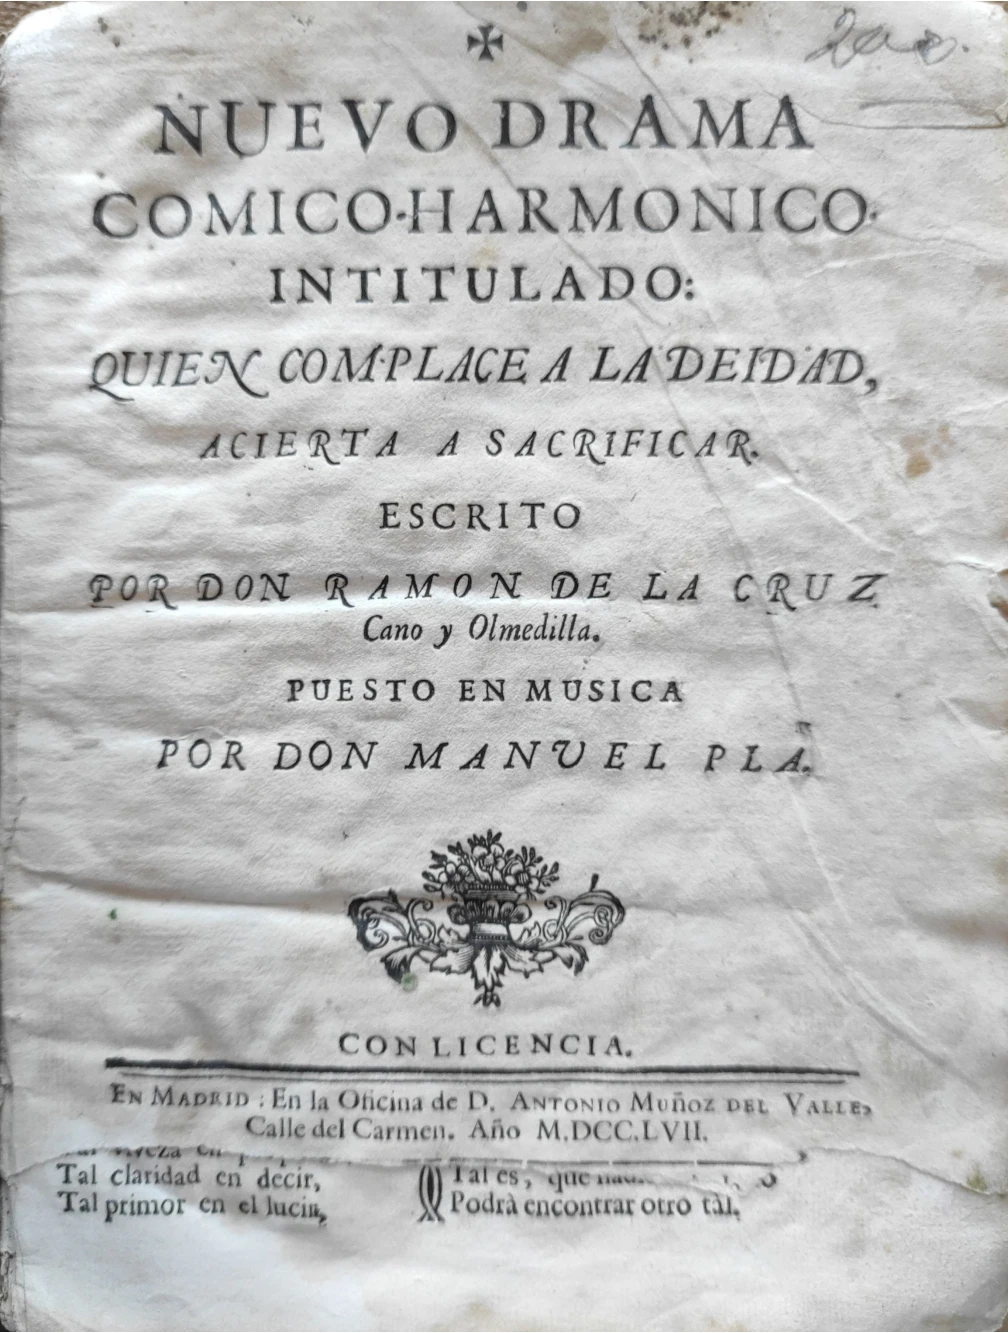 ✠
NUEVO DRAMA
COMICO-HARMONICO
INTITULADO:
QUIEN COMPLACE A LA DEIDAD,
ACIERTA A SACRIFICAR.
ESCRITO
POR DON RAMON DE LA CRUZ
Cano y Olmedilla.
PUESTO EN MUSICA
POR DON MANUEL PLA.
CON LICENCIA.
EN MADRID: En la Oficina de D. ANTONIO MUÑOZ DEL VALLE,
Calle del Carmen. Año M.DCC.LVII.
Tal claridad en decir,
Tal primor en el lucir,
Tal es, que
Podrà encontrar otro tàl.